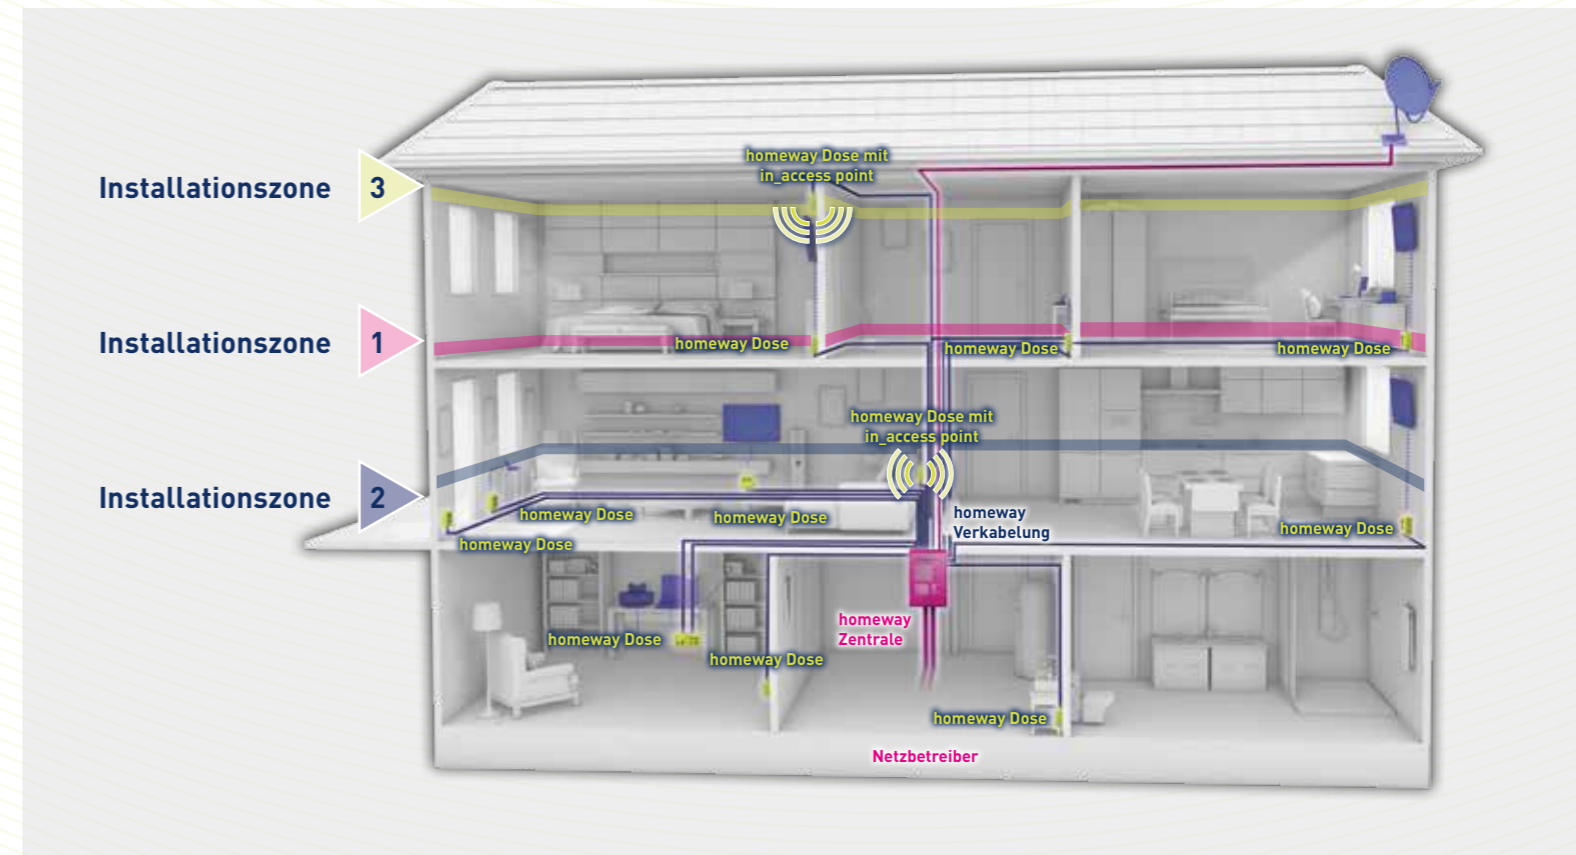 homeway Dose mit
in_access point
Installationszone 3
Installationszone 1
homeway Dose
homeway Dose
homeway Dose
homeway Dose mit
in_access point
Installationszone 2
homeway Dose
homeway Dose
homeway
Verkabelung
homeway Dose
homeway Dose
homeway
Zentrale
homeway Dose
homeway Dose
homeway Dose
Netzbetreiber